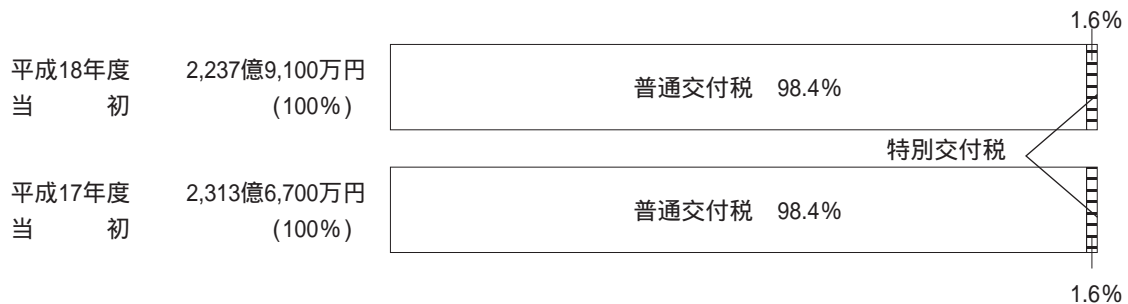 1.6%
平成18年度　2,237億9,100万円　普通交付税　98.4%
当　　初　(100%)
特別交付税
平成17年度　2,313億6,700万円　普通交付税　98.4%
当　　初　(100%)
1.6%